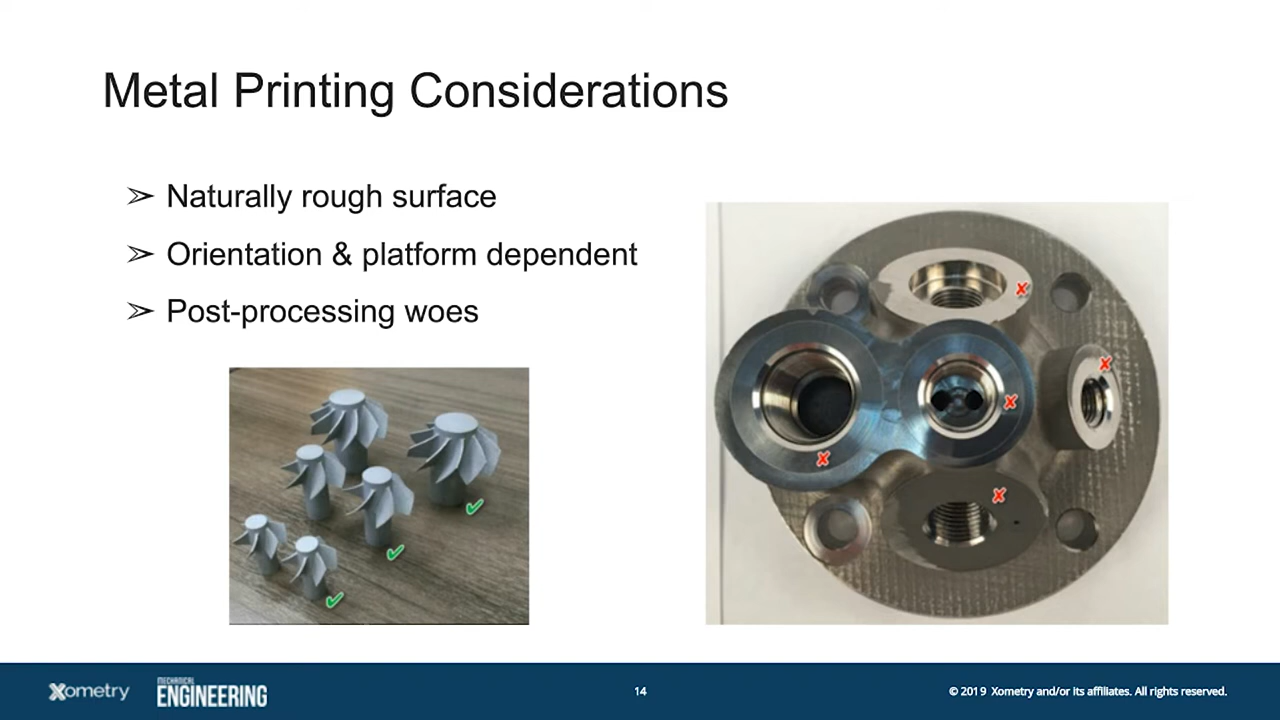 Metal Printing Considerations
➢ Naturally rough surface
➢ Orientation & platform dependent
➢ Post-processing woes
Xometry
MECHANICAL
ENGINEERING
14
© 2019 Xometry and/or its affiliates. All rights reserved.